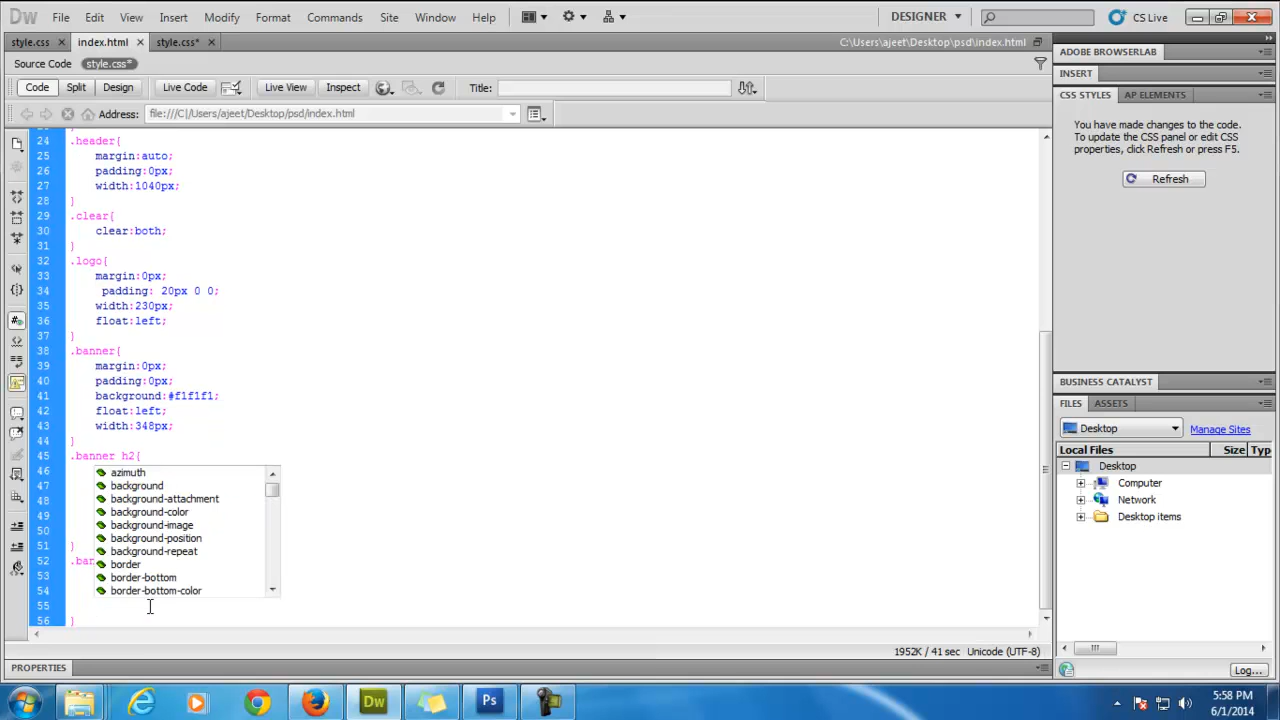 Dw File Edit View Insert Modify Format Commands Site Window Help DESIGNER CS Live
style.css index.html style.css* C:\Users\ajeet\Desktop\psd\index.html
Source Code style.css*
Code Split Design Live Code Live View Inspect Title:
Address: file:///C|/Users/ajeet/Desktop/psd/index.html
24 .header{
25 margin:auto;
26 padding:0px;
27 width:1040px;
28 }
29 .clear{
30 clear:both;
31 }
32 .logo{
33 margin:0px;
34 padding: 20px 0 0;
35 width:230px;
36 float:left;
37 }
38 .banner{
39 margin:0px;
40 padding:0px;
41 background:#f1f1f1;
42 float:left;
43 width:348px;
44 }
45 .banner h2{
46
47
48
49
50
51 }
52 .ban
53
54
55
56 }
azimuth
background
background-attachment
background-color
background-image
background-position
background-repeat
border
border-bottom
border-bottom-color
1952K / 41 sec Unicode (UTF-8)
PROPERTIES
ADOBE BROWSERLAB
INSERT
CSS STYLES AP ELEMENTS
You have made changes to the code.
To update the CSS panel or edit CSS
properties, click Refresh or press F5.
Refresh
BUSINESS CATALYST
FILES ASSETS
Desktop Manage Sites
Local Files Size Typ
Desktop
Computer
Network
Desktop items
Log...
Dw Ps
5:58 PM
6/1/2014